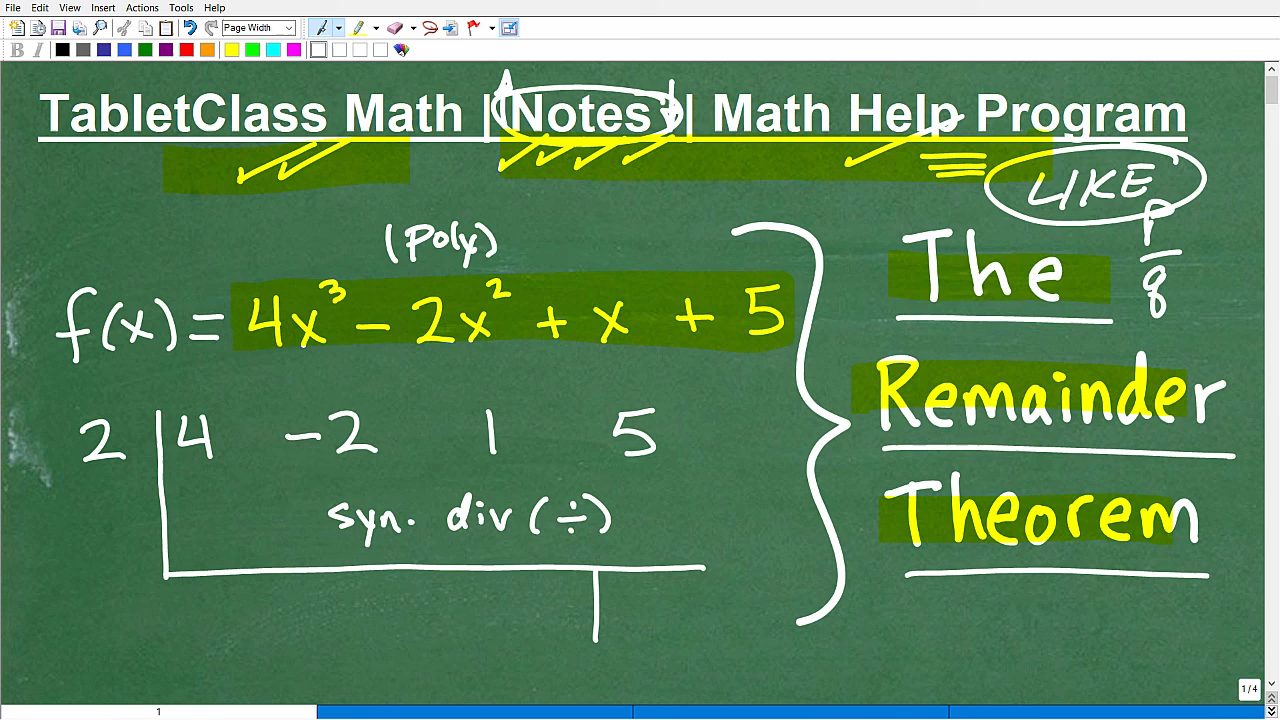 File Edit View Insert Actions Tools Help
Page Width
B I
TabletClass Math | Notes | Math Help Program
LIKE
(Poly)
f(x) = 4x³ - 2x² + x + 5
2 | 4 -2 1 5
syn. div (÷)
The
p
q
Remainder
Theorem
1/4
1